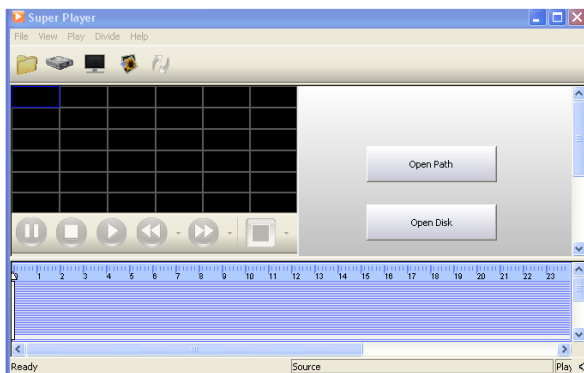 Super Player
File View Play Divide Help
Open Path
Open Disk
0 1 2 3 4 5 6 7 8 9 10 11 12 13 14 15 16 17 18 19 20 21 22 23
Ready Source Play